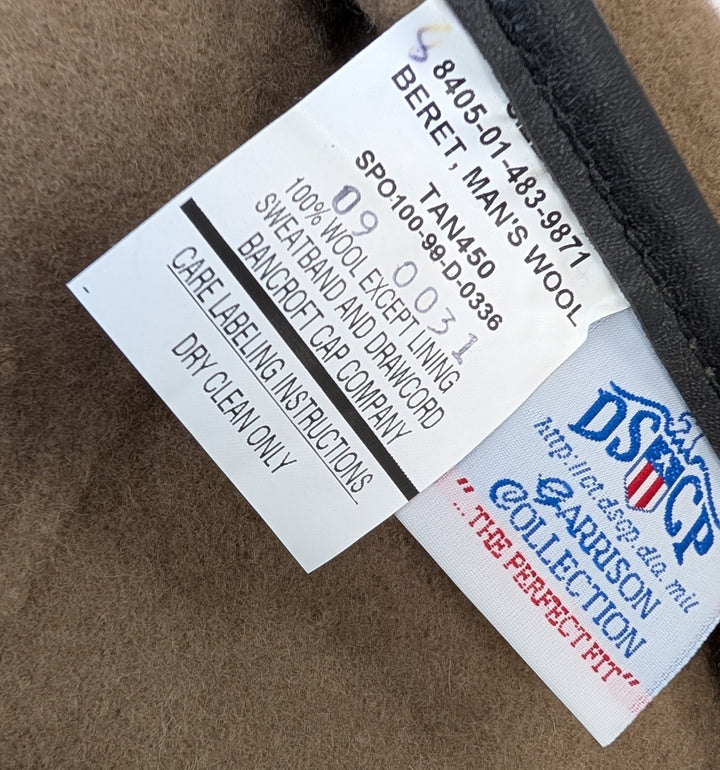 8
8405-01-483-9871
BERET, MAN'S WOOL
TAN450
SPO100-99-D-0336
09 0031
100% WOOL EXCEPT LINING
SWEATBAND AND DRAWCORD
BANCROFT CAP COMPANY
CARE LABELING INSTRUCTIONS
DRY CLEAN ONLY
DSCP
http://ct.dscp.dla.mil
GARRISON
COLLECTION
"...THE PERFECT FIT"